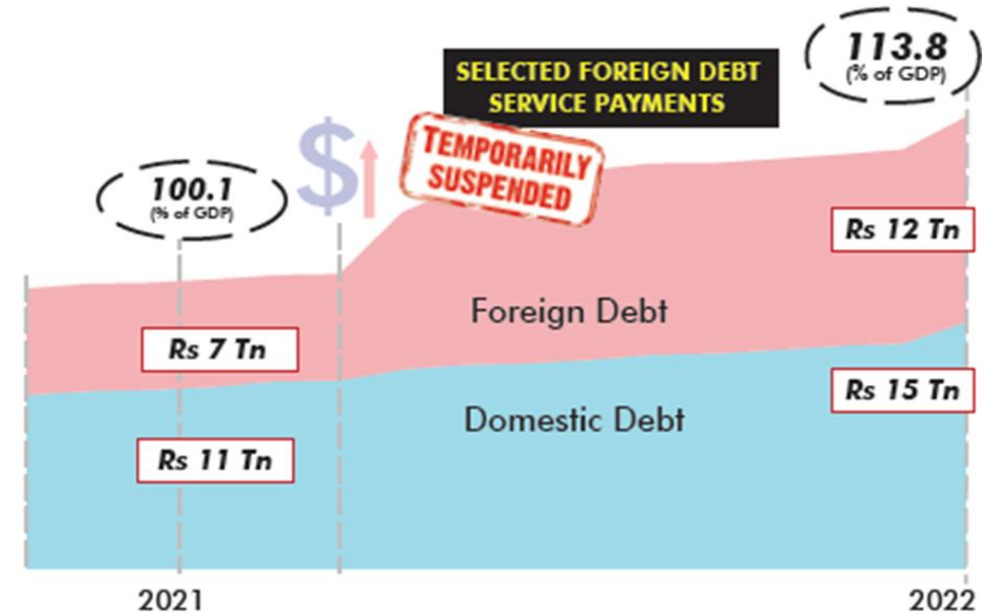 113.8
(% of GDP)
SELECTED FOREIGN DEBT
SERVICE PAYMENTS
$
TEMPORARILY
SUSPENDED
100.1
(% of GDP)
Rs 12 Tn
Foreign Debt
Rs 7 Tn
Rs 15 Tn
Domestic Debt
Rs 11 Tn
2021
2022